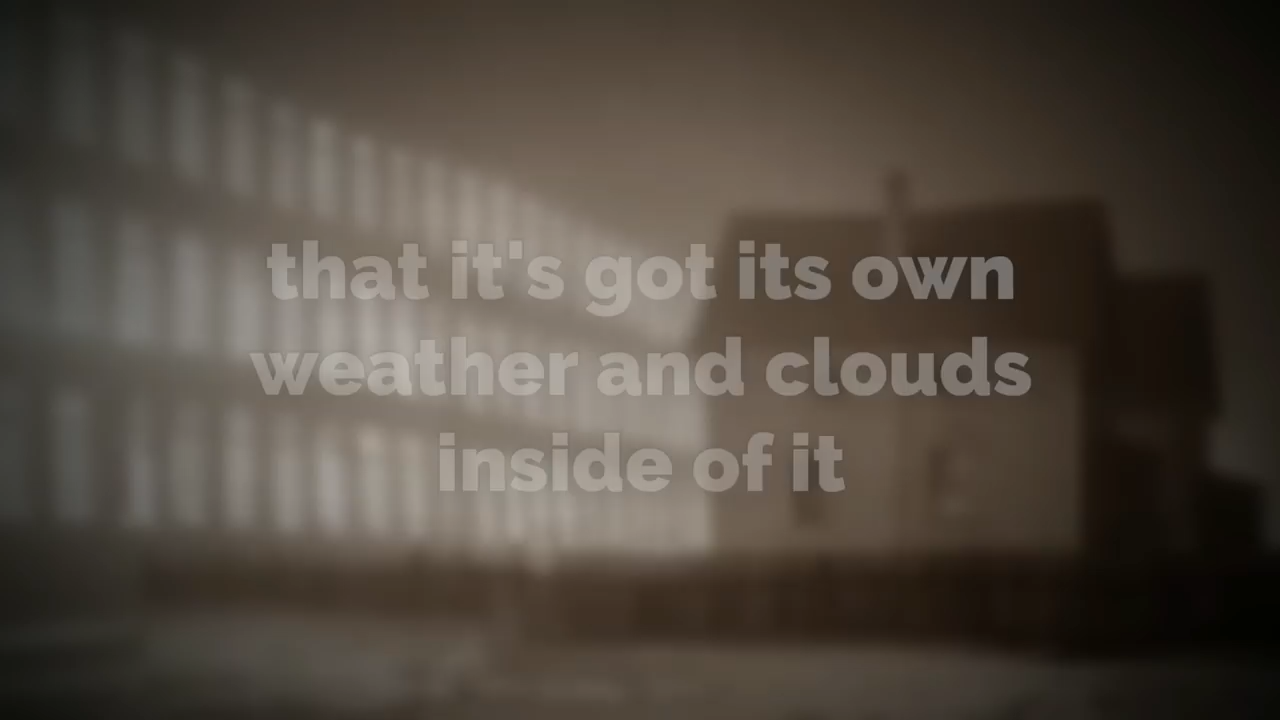 that it's got its own
weather and clouds
inside of it